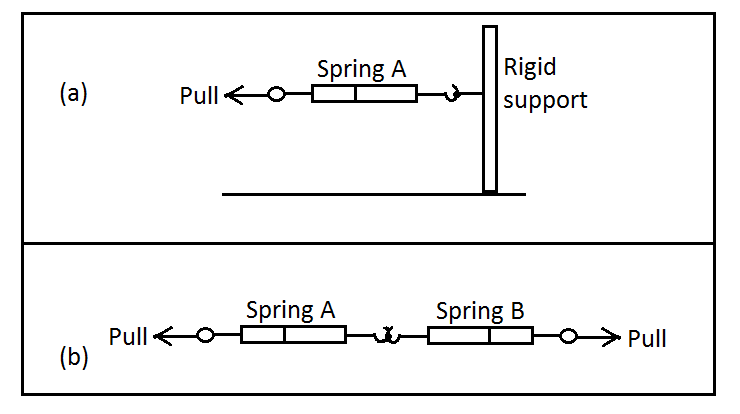 (a)
Pull
Spring A
Rigid
support
(b)
Pull
Spring A
Spring B
Pull